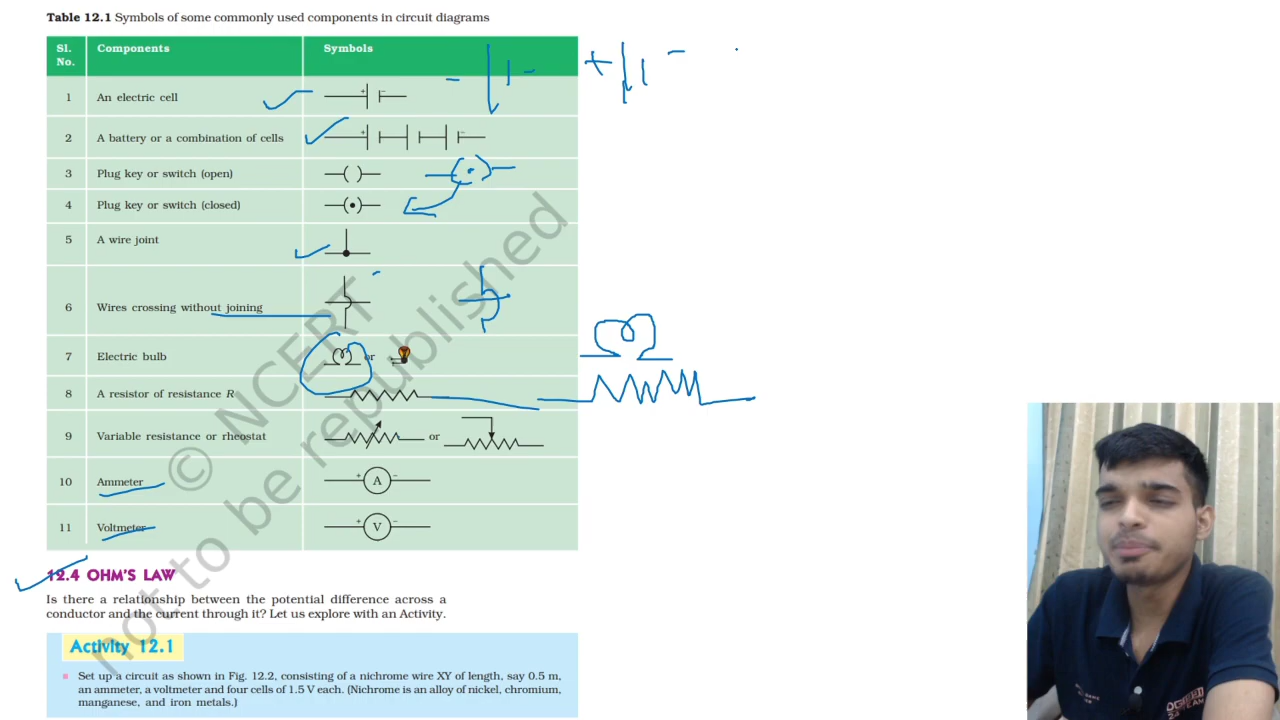 Table 12.1 Symbols of some commonly used components in circuit diagrams
Sl. No. Components Symbols
1 An electric cell + −
2 A battery or a combination of cells + −
3 Plug key or switch (open)
4 Plug key or switch (closed)
5 A wire joint
6 Wires crossing without joining
7 Electric bulb or
8 A resistor of resistance R
9 Variable resistance or rheostat or
10 Ammeter + A −
11 Voltmeter + V −
© NCERT
not to be republished
12.4 OHM'S LAW
Is there a relationship between the potential difference across a
conductor and the current through it? Let us explore with an Activity.
Activity 12.1
Set up a circuit as shown in Fig. 12.2, consisting of a nichrome wire XY of length, say 0.5 m,
an ammeter, a voltmeter and four cells of 1.5 V each. (Nichrome is an alloy of nickel, chromium,
manganese, and iron metals.)